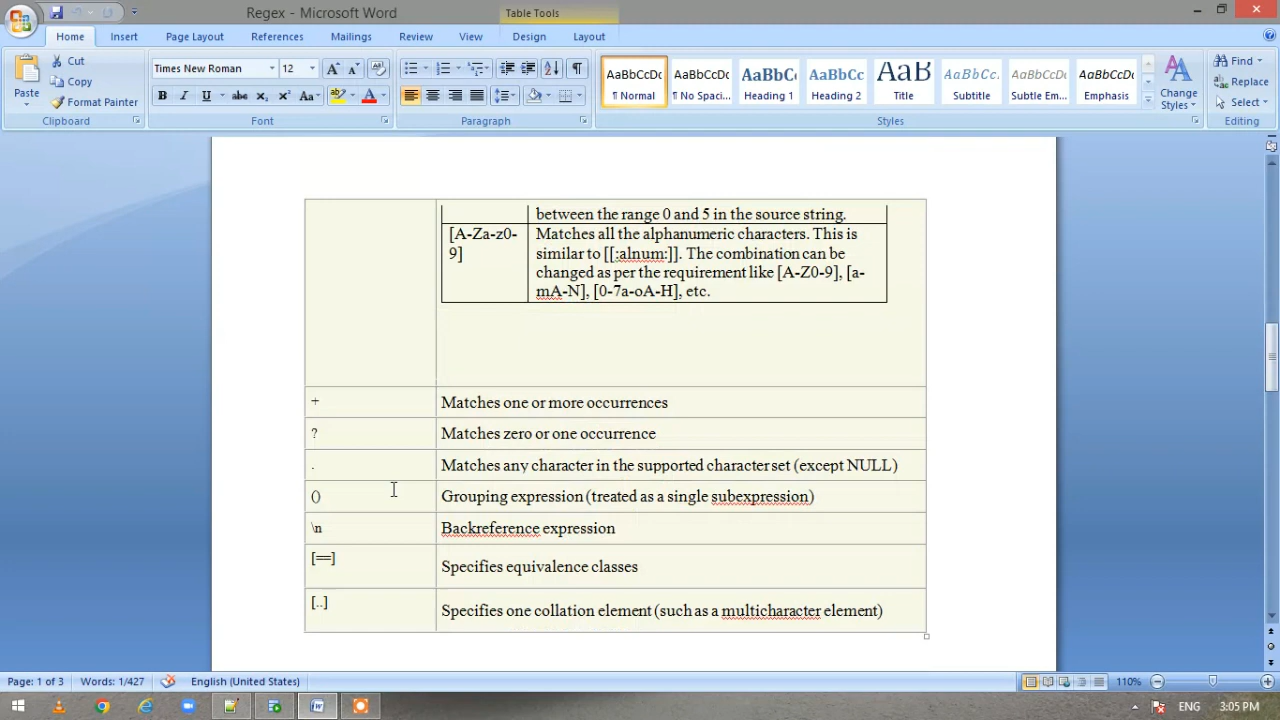 Regex - Microsoft Word
Table Tools
Home
Insert
Page Layout
References
Mailings
Review
View
Design
Layout
Paste
Cut
Copy
Format Painter
Clipboard
Times New Roman
12
Font
Paragraph
AaBbCcDc
¶ Normal
AaBbCcDc
¶ No Spaci...
AaBbCc
Heading 1
AaBbCc
Heading 2
AaB
Title
AaBbCc.
Subtitle
AaBbCcDc
Subtle Em...
AaBbCcDc
Emphasis
Change
Styles
Styles
Find
Replace
Select
Editing
between the range 0 and 5 in the source string.
[A-Za-z0-
9]
Matches all the alphanumeric characters. This is
similar to [[:alnum:]]. The combination can be
changed as per the requirement like [A-Z0-9], [a-
mA-N], [0-7a-oA-H], etc.
+
Matches one or more occurrences
?
Matches zero or one occurrence
.
Matches any character in the supported character set (except NULL)
()
Grouping expression (treated as a single subexpression)
\n
Backreference expression
[==]
Specifies equivalence classes
[..]
Specifies one collation element (such as a multicharacter element)
Page: 1 of 3
Words: 1/427
English (United States)
110%
ENG
3:05 PM